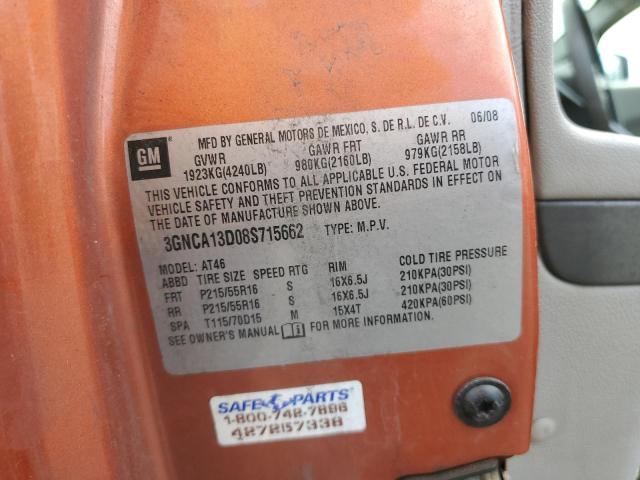 GM
MFD BY GENERAL MOTORS DE MEXICO, S. DE R.L. DE C.V. 06/08
GVWR GAWR FRT GAWR RR
1923KG(4240LB) 980KG(2160LB) 979KG(2158LB)
THIS VEHICLE CONFORMS TO ALL APPLICABLE U.S. FEDERAL MOTOR
VEHICLE SAFETY AND THEFT PREVENTION STANDARDS IN EFFECT ON
THE DATE OF MANUFACTURE SHOWN ABOVE.
3GNCA13D08S715662 TYPE: M.P.V.
MODEL: AT46
ABBD TIRE SIZE SPEED RTG RIM COLD TIRE PRESSURE
FRT P215/55R16 S 16X6.5J 210KPA(30PSI)
RR P215/55R16 S 16X6.5J 210KPA(30PSI)
SPA T115/70D15 M 15X4T 420KPA(60PSI)
SEE OWNER'S MANUAL FOR MORE INFORMATION.
SAFE PARTS
1-800-742-7896
427257338